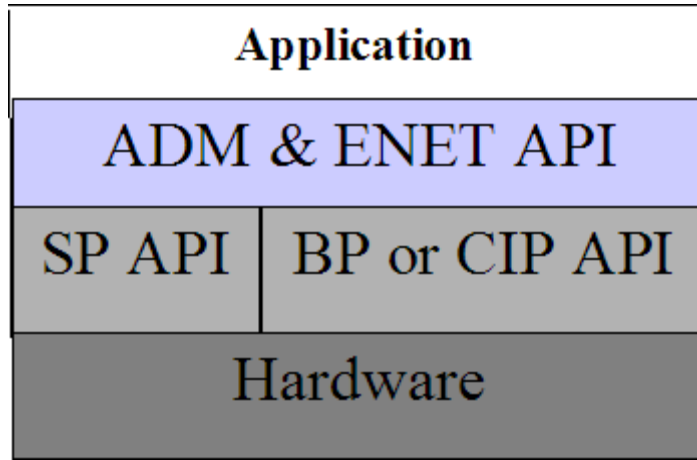 Application
ADM & ENET API
SP API
BP or CIP API
Hardware